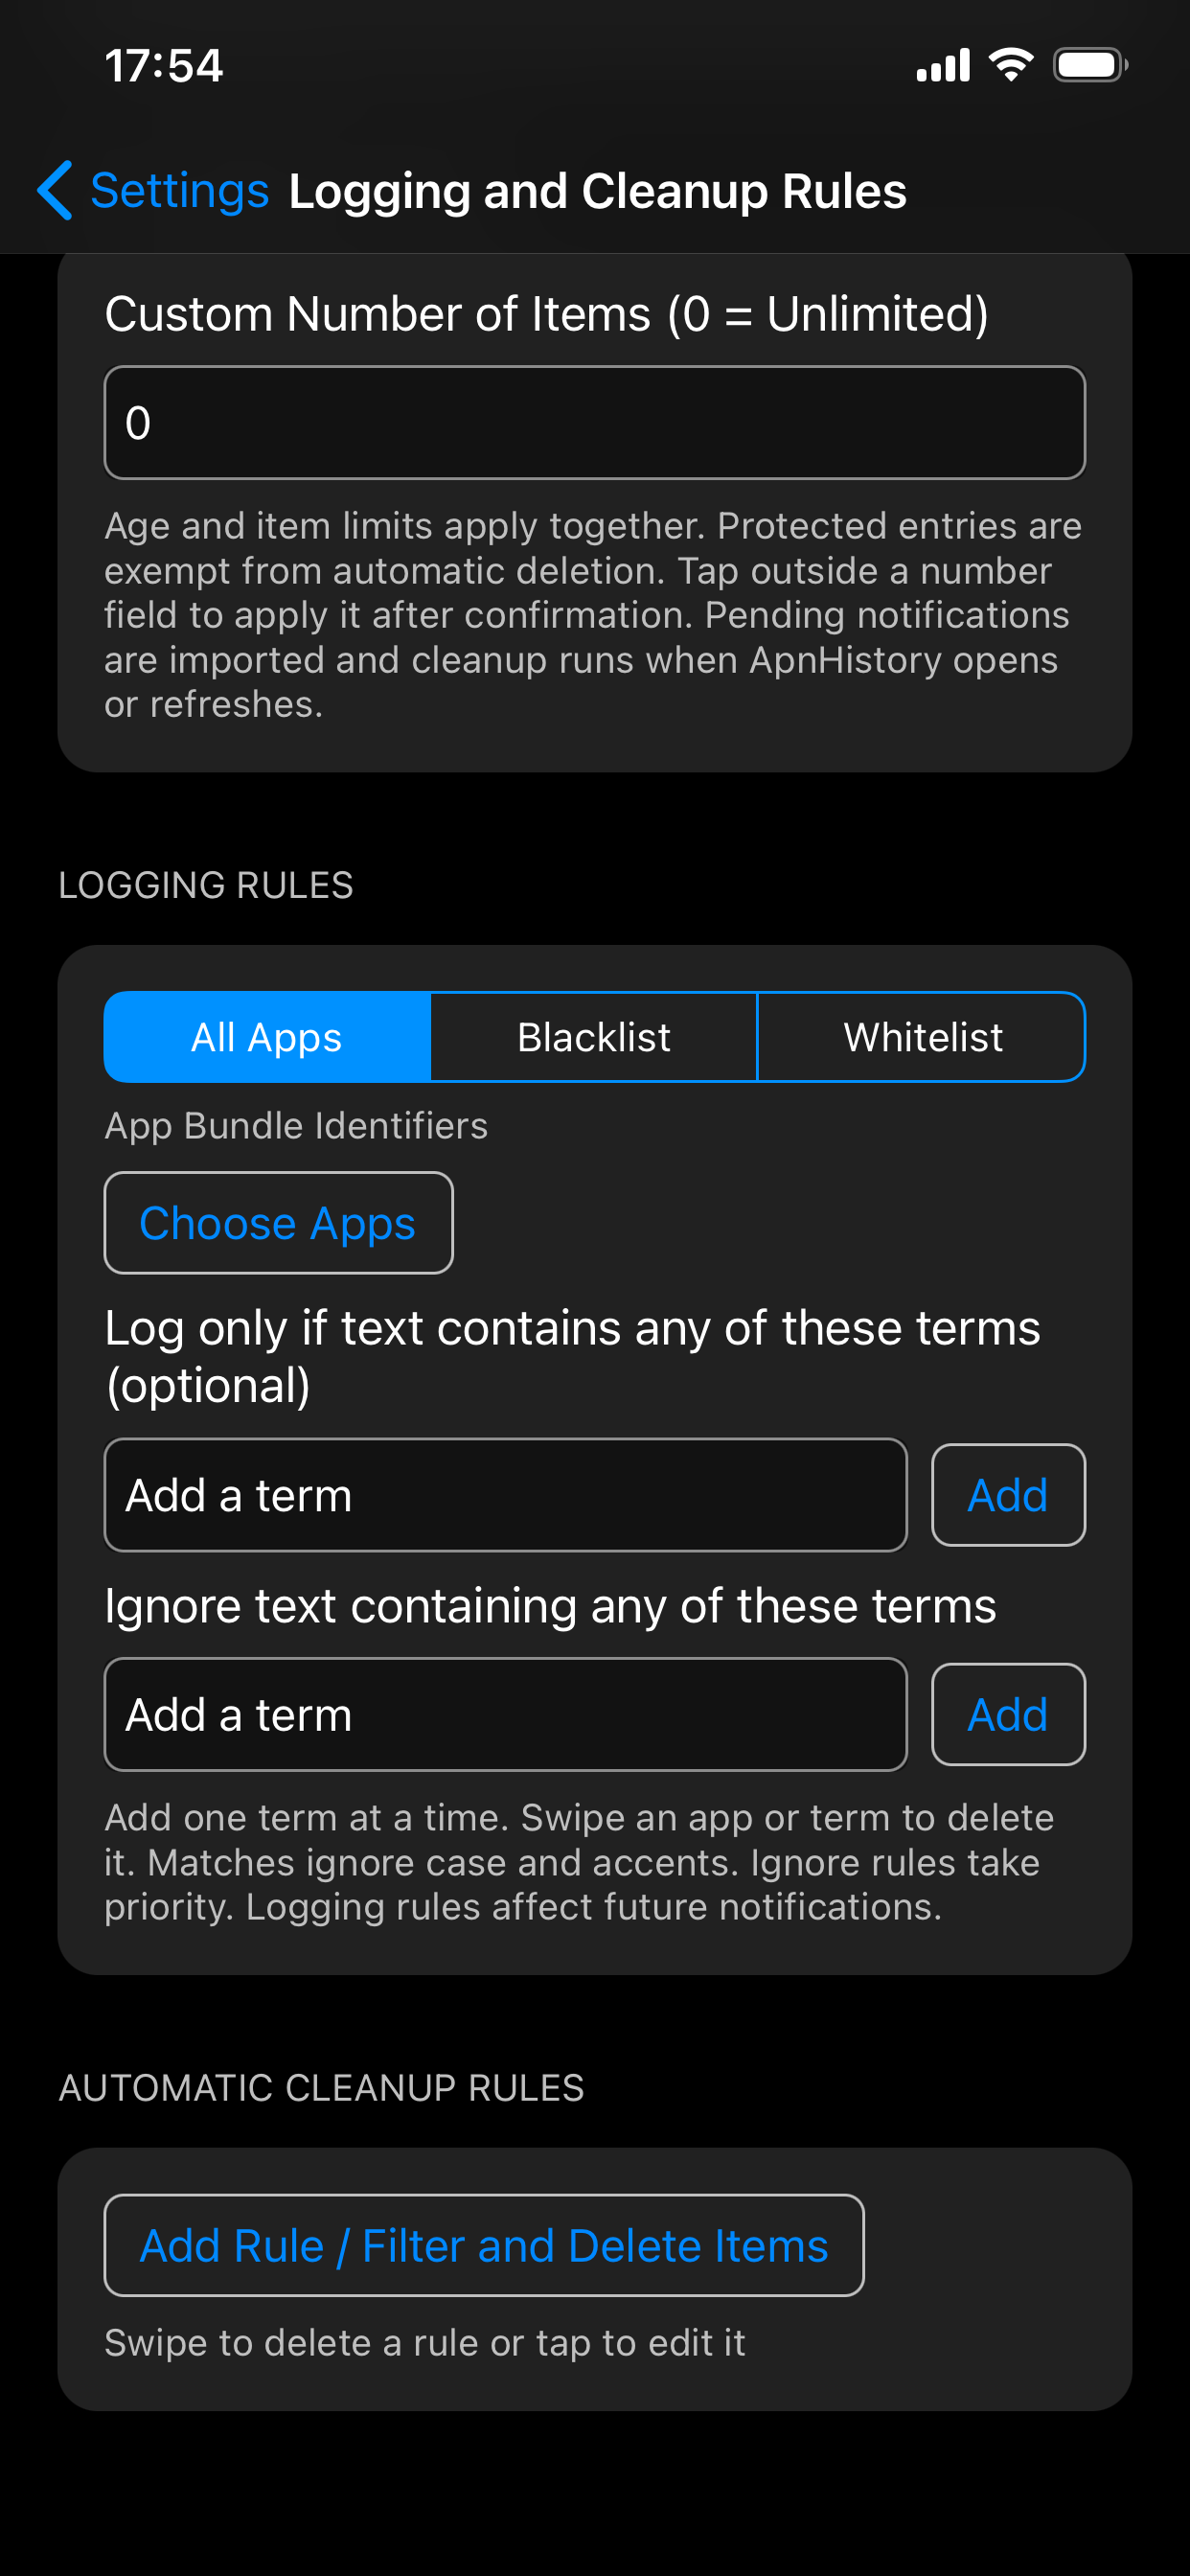 17:54
Settings Logging and Cleanup Rules
Custom Number of Items (0 = Unlimited)
0
Age and item limits apply together. Protected entries are
exempt from automatic deletion. Tap outside a number
field to apply it after confirmation. Pending notifications
are imported and cleanup runs when ApnHistory opens
or refreshes.
LOGGING RULES
All Apps Blacklist Whitelist
App Bundle Identifiers
Choose Apps
Log only if text contains any of these terms
(optional)
Add a term Add
Ignore text containing any of these terms
Add a term Add
Add one term at a time. Swipe an app or term to delete
it. Matches ignore case and accents. Ignore rules take
priority. Logging rules affect future notifications.
AUTOMATIC CLEANUP RULES
Add Rule / Filter and Delete Items
Swipe to delete a rule or tap to edit it